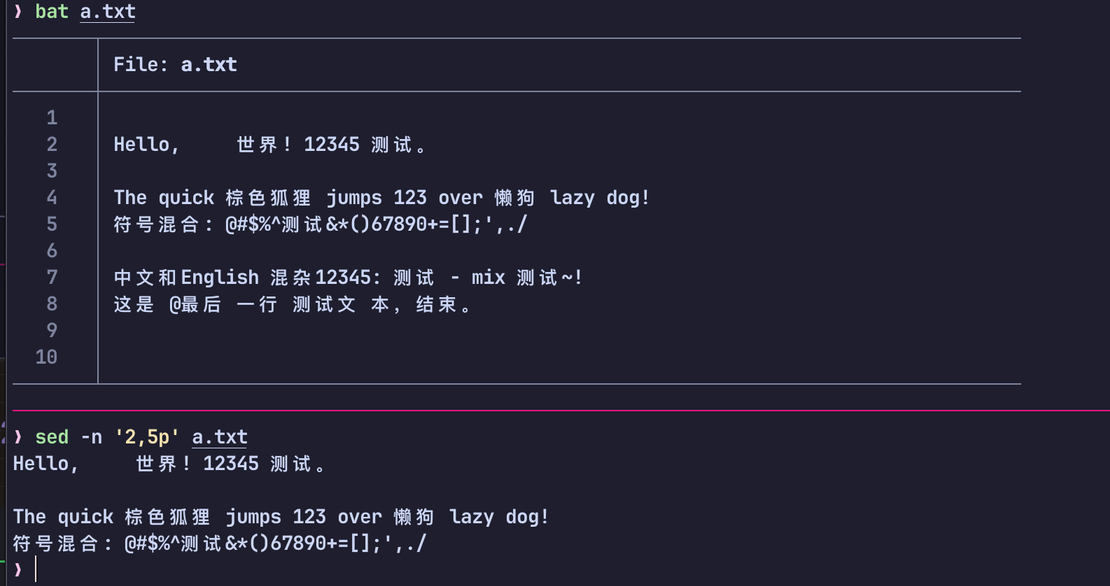 ❯ bat a.txt
File: a.txt
1
2 Hello,     世界！12345 测试。
3
4 The quick 棕色狐狸 jumps 123 over 懒狗 lazy dog!
5 符号混合：@#$%^测试&*()67890+=[];',./
6
7 中文和English 混杂12345：测试 - mix 测试~!
8 这是 @最后 一行 测试文 本，结束。
9
10
❯ sed -n '2,5p' a.txt
Hello,     世界！12345 测试。

The quick 棕色狐狸 jumps 123 over 懒狗 lazy dog!
符号混合：@#$%^测试&*()67890+=[];',./
❯